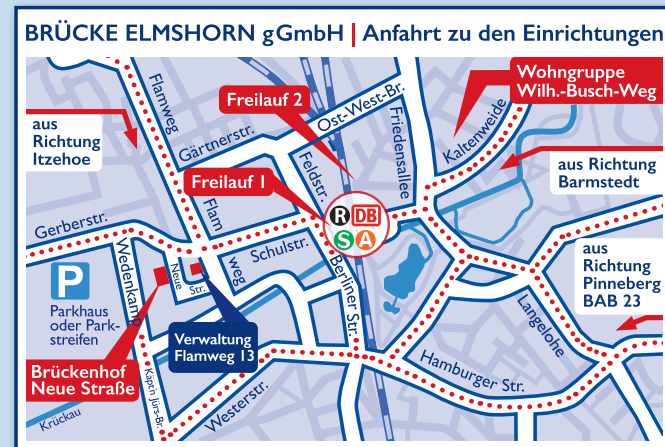 BRÜCKE ELMSHORN gGmbH | Anfahrt zu den Einrichtungen
Wohngruppe
Wilh.-Busch-Weg
Freilauf 2
Ost-West-Br.
Flamweg
aus
Richtung
Itzehoe
Gärtnerstr.
Feldstr.
Friedensallee
Kaltenweide
aus Richtung
Barmstedt
Freilauf 1
R DB
S A
Gerberstr.
Flam
weg
Schulstr.
Wedenkamp
Neue
Str.
Berliner Str.
aus
Richtung
Pinneberg
BAB 23
P
Parkhaus
oder Park-
streifen
Langelohe
Verwaltung
Flamweg 13
Brückenhof
Neue Straße
Käpt'n Jürs-Br.
Hamburger Str.
Westerstr.
Krückau